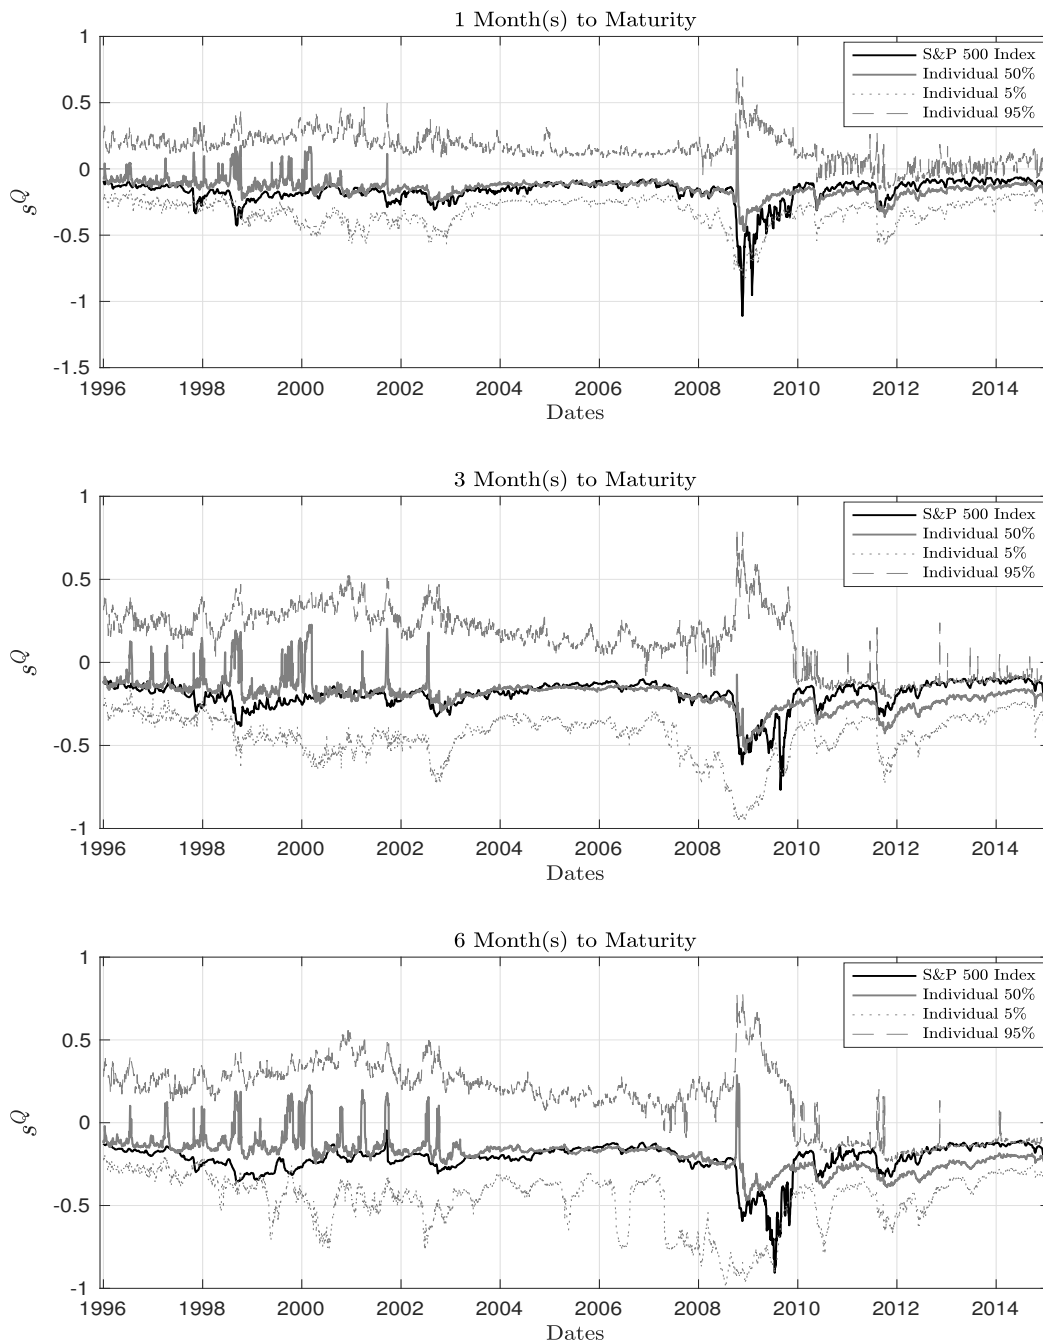 1 Month(s) to Maturity
1
0.5
0
-0.5
-1
-1.5
s^Q
S&P 500 Index
Individual 50%
Individual 5%
Individual 95%
1996 1998 2000 2002 2004 2006 2008 2010 2012 2014
Dates
3 Month(s) to Maturity
1
0.5
0
-0.5
-1
s^Q
S&P 500 Index
Individual 50%
Individual 5%
Individual 95%
1996 1998 2000 2002 2004 2006 2008 2010 2012 2014
Dates
6 Month(s) to Maturity
1
0.5
0
-0.5
-1
s^Q
S&P 500 Index
Individual 50%
Individual 5%
Individual 95%
1996 1998 2000 2002 2004 2006 2008 2010 2012 2014
Dates